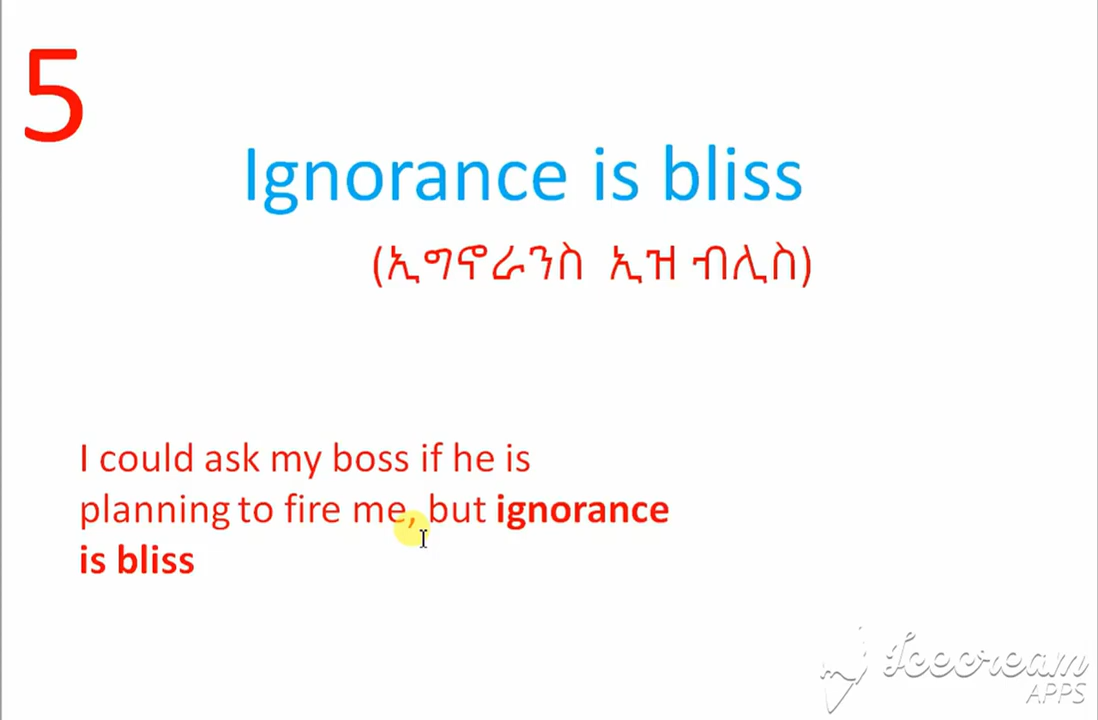 5
Ignorance is bliss
(ኢግኖራንስ ኢዝ ብሊስ)
I could ask my boss if he is
planning to fire me, but ignorance
is bliss
Icecream
APPS